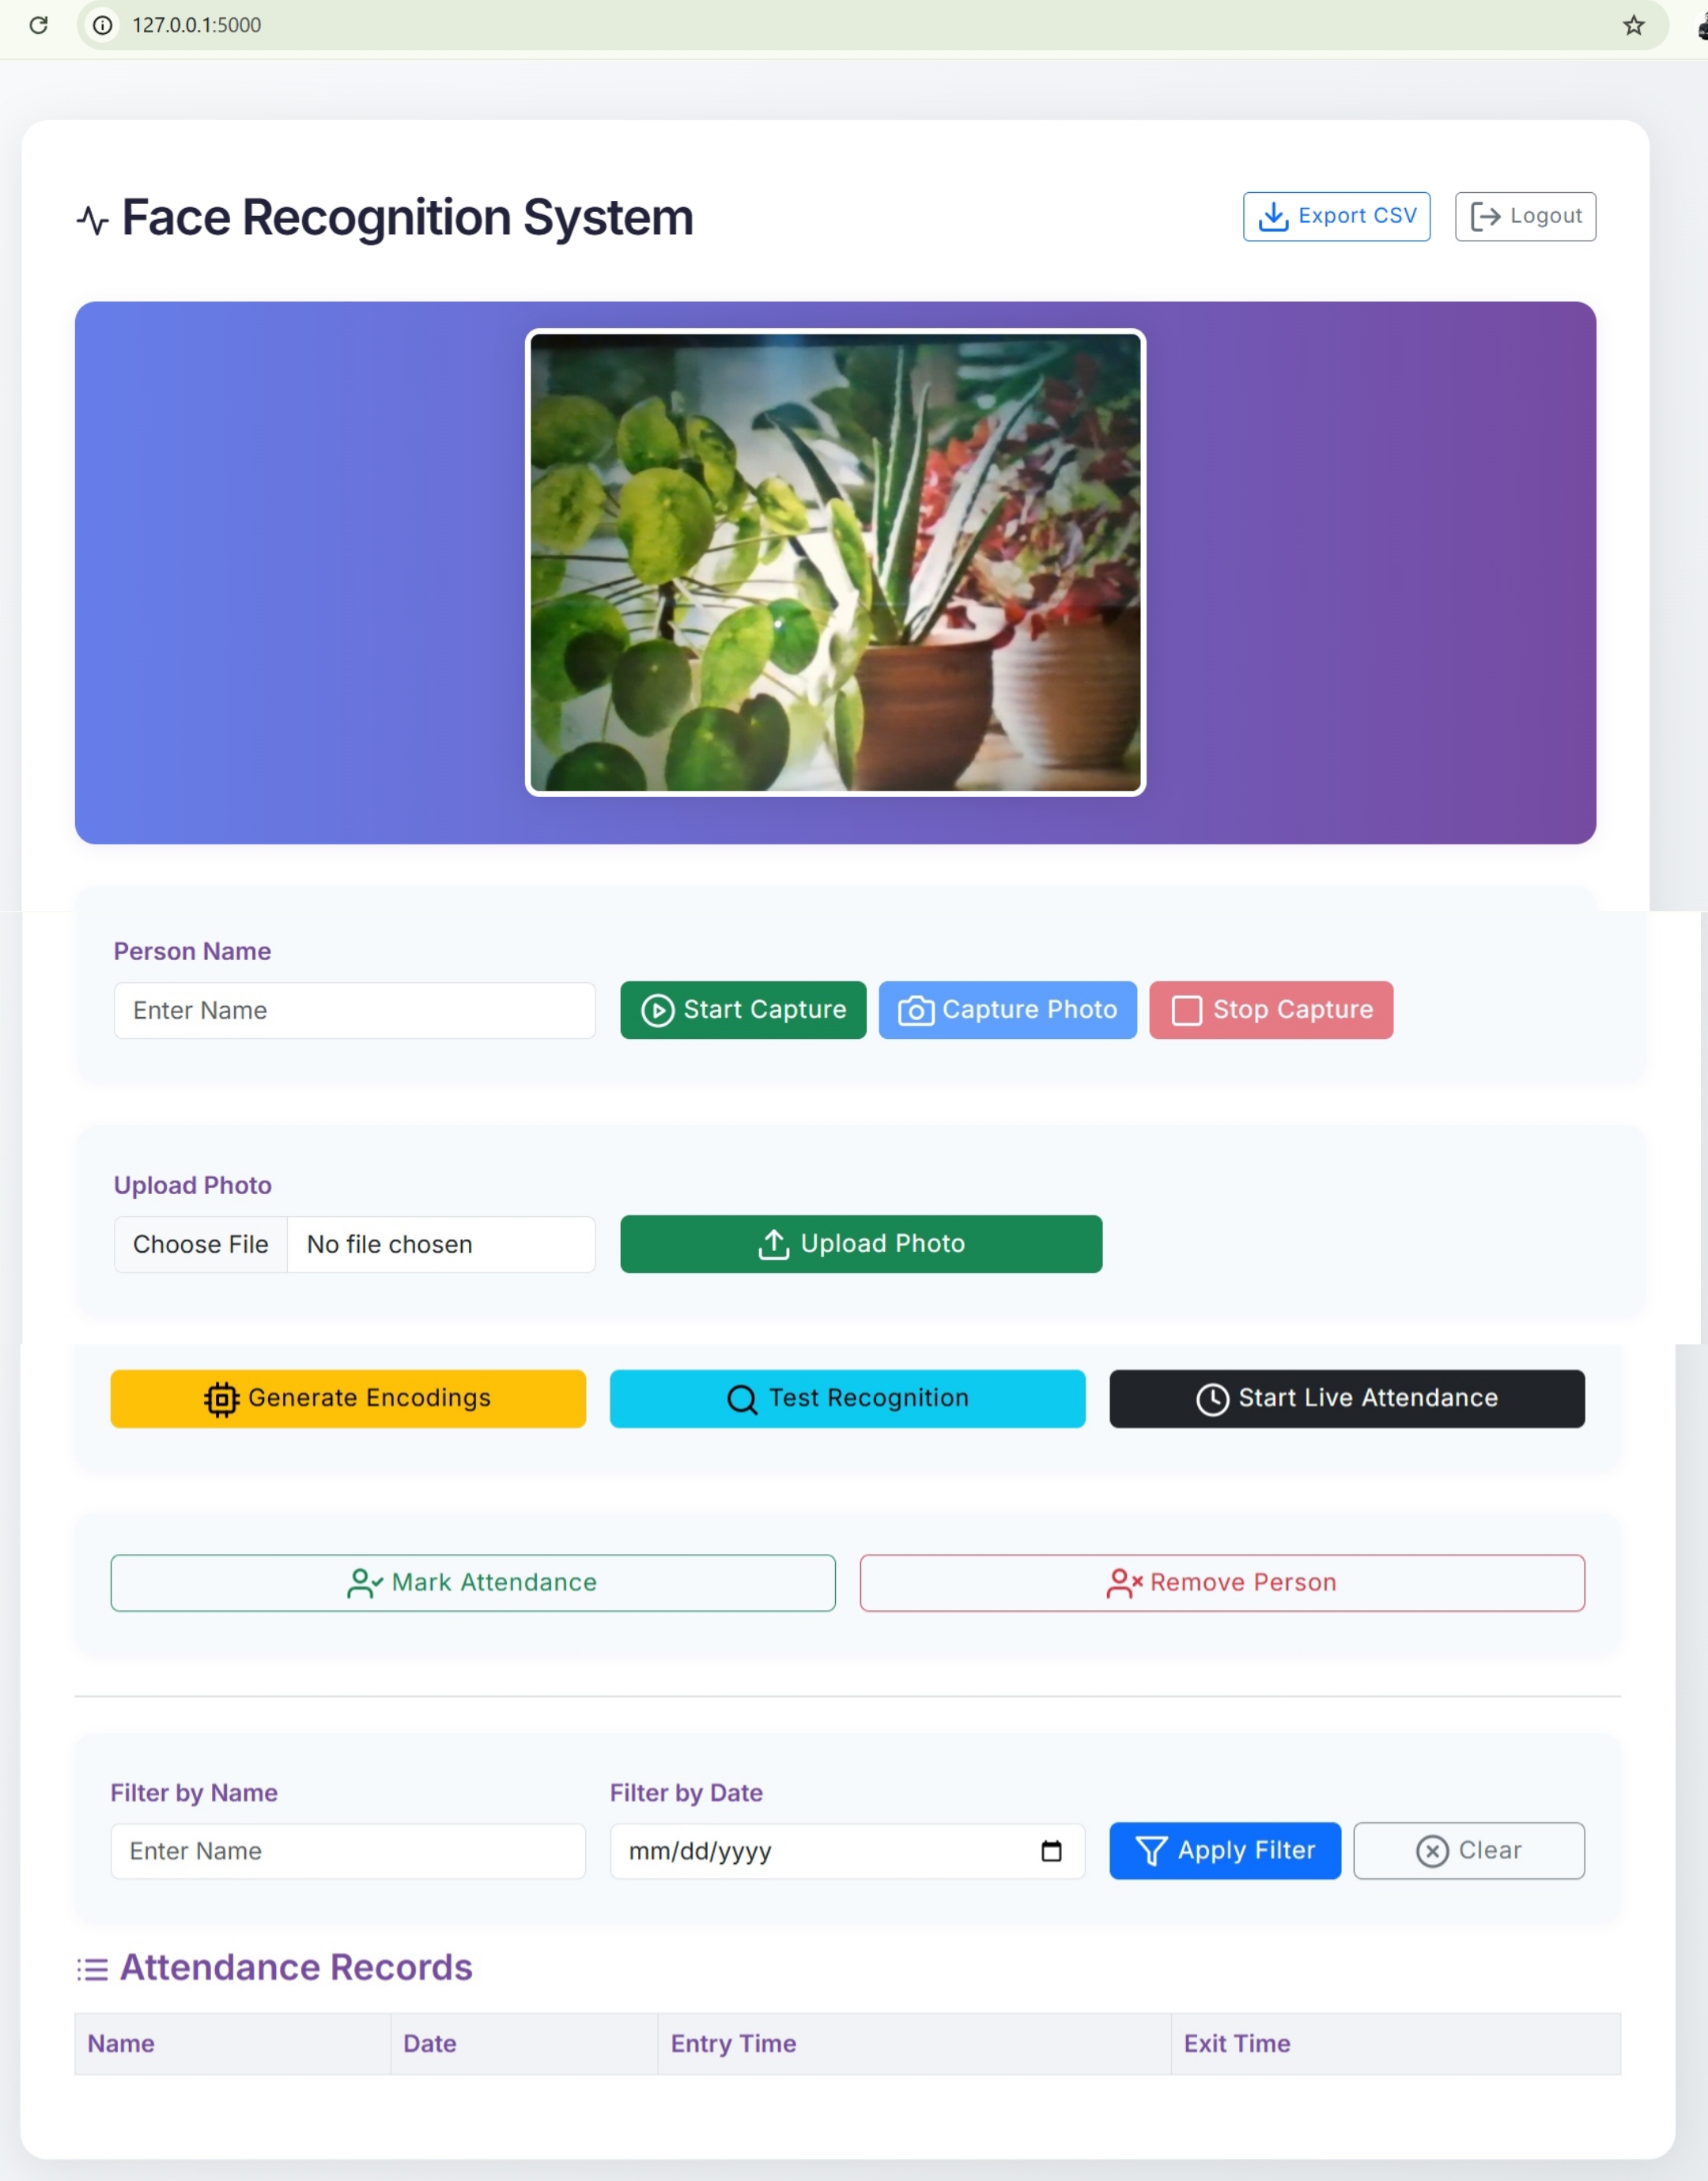 127.0.0.1:5000
Face Recognition System
Export CSV
Logout
Person Name
Enter Name
Start Capture
Capture Photo
Stop Capture
Upload Photo
Choose File
No file chosen
Upload Photo
Generate Encodings
Test Recognition
Start Live Attendance
Mark Attendance
Remove Person
Filter by Name
Filter by Date
Enter Name
mm/dd/yyyy
Apply Filter
Clear
Attendance Records
Name
Date
Entry Time
Exit Time